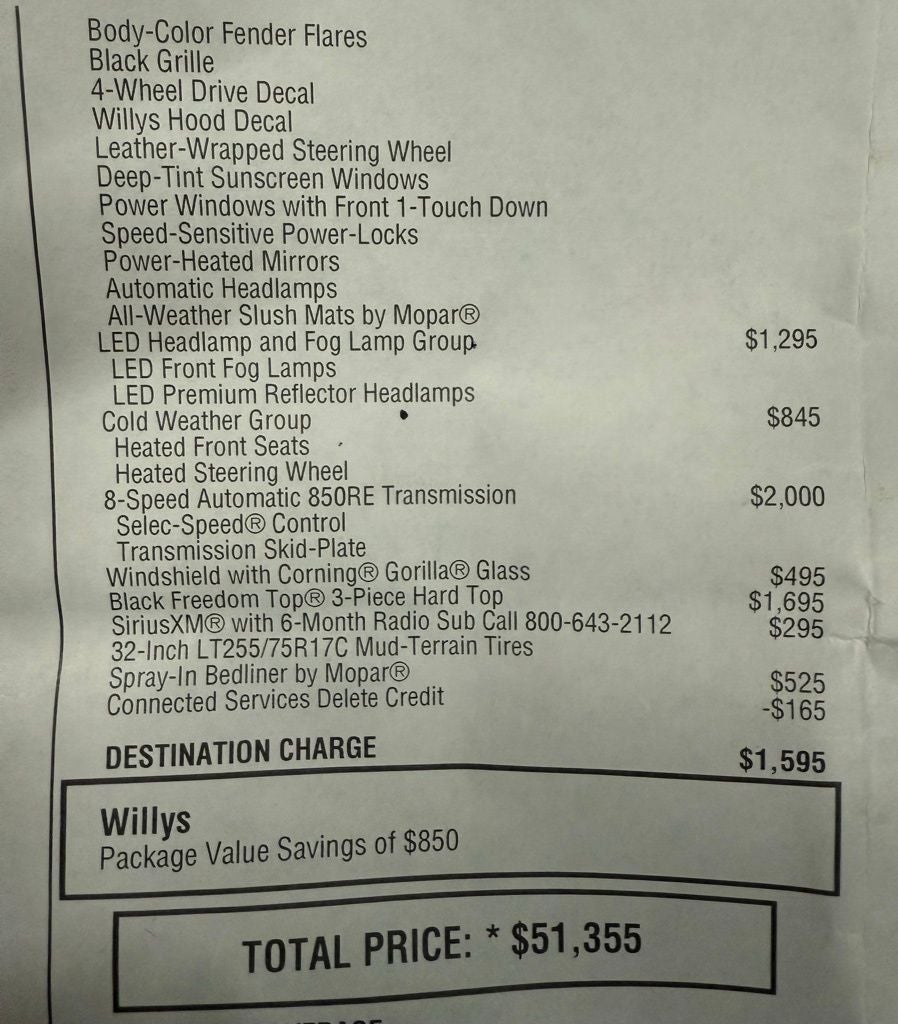 Body-Color Fender Flares
Black Grille
4-Wheel Drive Decal
Willys Hood Decal
Leather-Wrapped Steering Wheel
Deep-Tint Sunscreen Windows
Power Windows with Front 1-Touch Down
Speed-Sensitive Power-Locks
Power-Heated Mirrors
Automatic Headlamps
All-Weather Slush Mats by Mopar®
LED Headlamp and Fog Lamp Group $1,295
LED Front Fog Lamps
LED Premium Reflector Headlamps
Cold Weather Group $845
Heated Front Seats
Heated Steering Wheel
8-Speed Automatic 850RE Transmission $2,000
Selec-Speed® Control
Transmission Skid-Plate
Windshield with Corning® Gorilla® Glass $495
Black Freedom Top® 3-Piece Hard Top $1,695
SiriusXM® with 6-Month Radio Sub Call 800-643-2112 $295
32-Inch LT255/75R17C Mud-Terrain Tires
Spray-In Bedliner by Mopar® $525
Connected Services Delete Credit -$165
DESTINATION CHARGE $1,595
Willys
Package Value Savings of $850
TOTAL PRICE: * $51,355